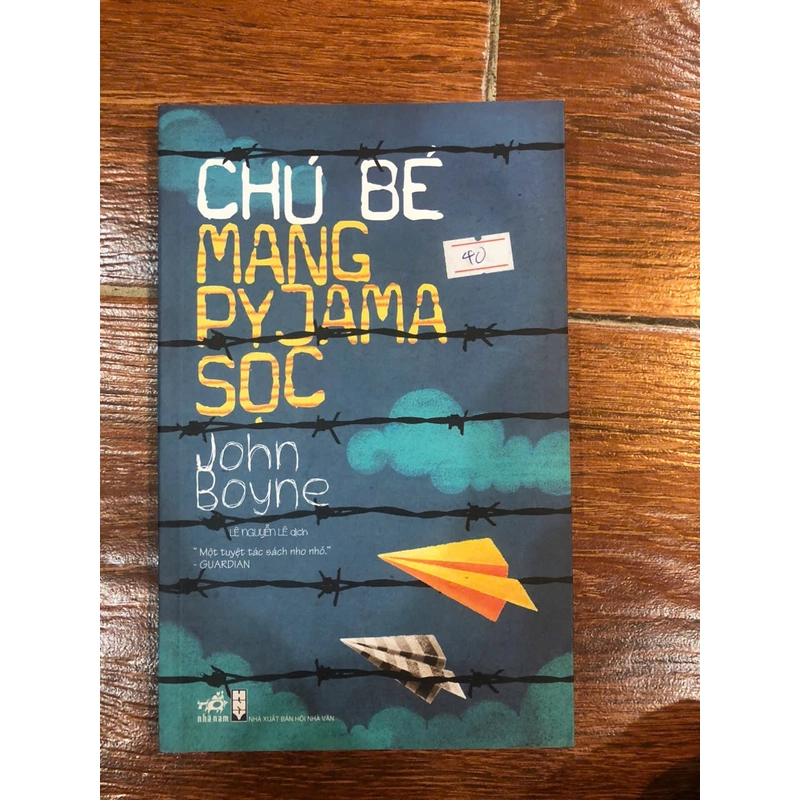 CHÚ BÉ
MANG
PYJAMA
SỌC
40
John
Boyne
LÊ NGUYỄN LÊ dịch
"Một tuyệt tác sách nho nhỏ."
- GUARDIAN
nhã nam
HNV
NHÀ XUẤT BẢN HỘI NHÀ VĂN